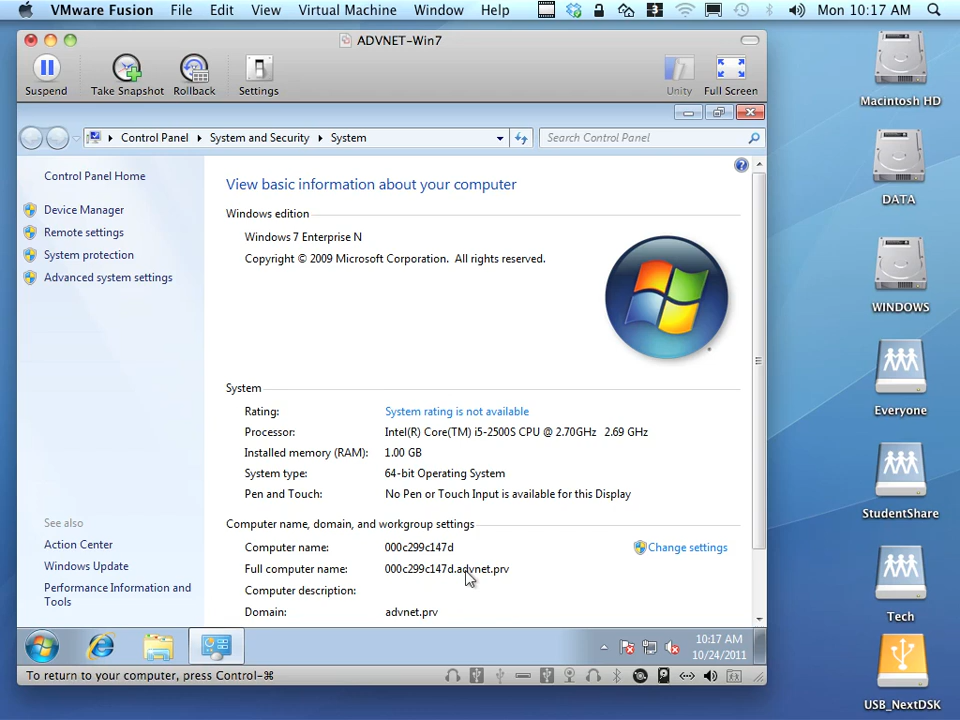 VMware Fusion File Edit View Virtual Machine Window Help 3 Mon 10:17 AM
ADVNET-Win7
Suspend Take Snapshot Rollback Settings Unity Full Screen
Control Panel System and Security System Search Control Panel
Control Panel Home
Device Manager
Remote settings
System protection
Advanced system settings
See also
Action Center
Windows Update
Performance Information and
Tools
View basic information about your computer
Windows edition
Windows 7 Enterprise N
Copyright © 2009 Microsoft Corporation. All rights reserved.
System
Rating: System rating is not available
Processor: Intel(R) Core(TM) i5-2500S CPU @ 2.70GHz 2.69 GHz
Installed memory (RAM): 1.00 GB
System type: 64-bit Operating System
Pen and Touch: No Pen or Touch Input is available for this Display
Computer name, domain, and workgroup settings
Computer name: 000c299c147d Change settings
Full computer name: 000c299c147d.advnet.prv
Computer description:
Domain: advnet.prv
10:17 AM
10/24/2011
To return to your computer, press Control-⌘
Macintosh HD
DATA
WINDOWS
Everyone
StudentShare
Tech
USB_NextDSK